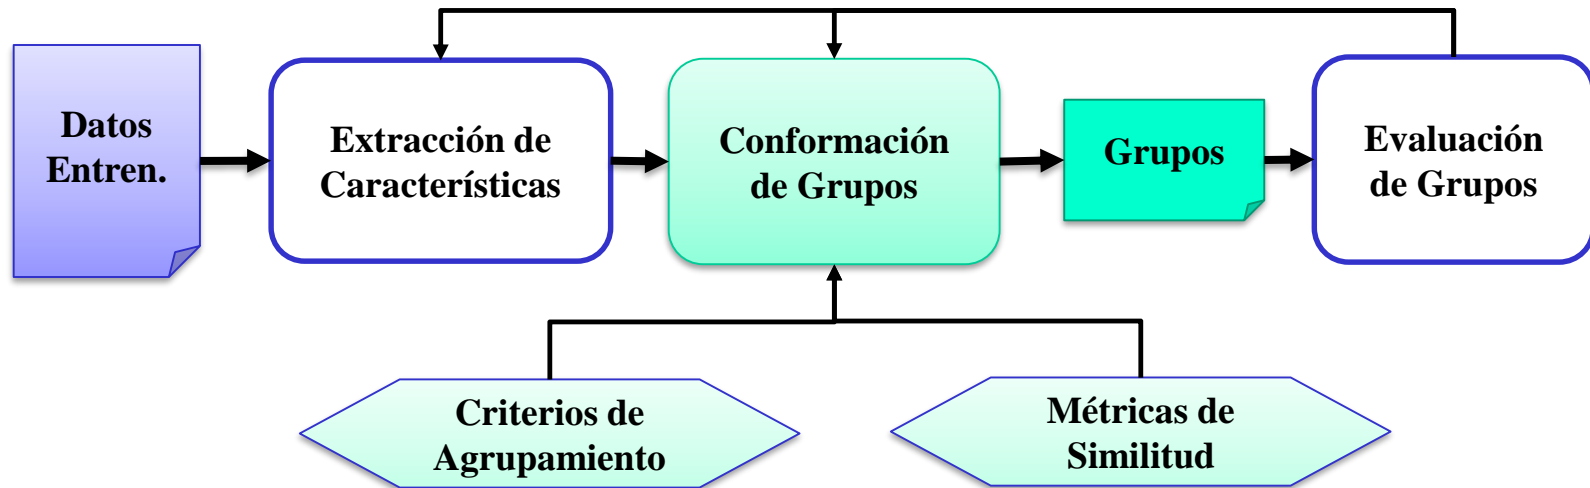 Datos
Entren.
Extracción de
Características
Conformación
de Grupos
Grupos
Evaluación
de Grupos
Criterios de
Agrupamiento
Métricas de
Similitud